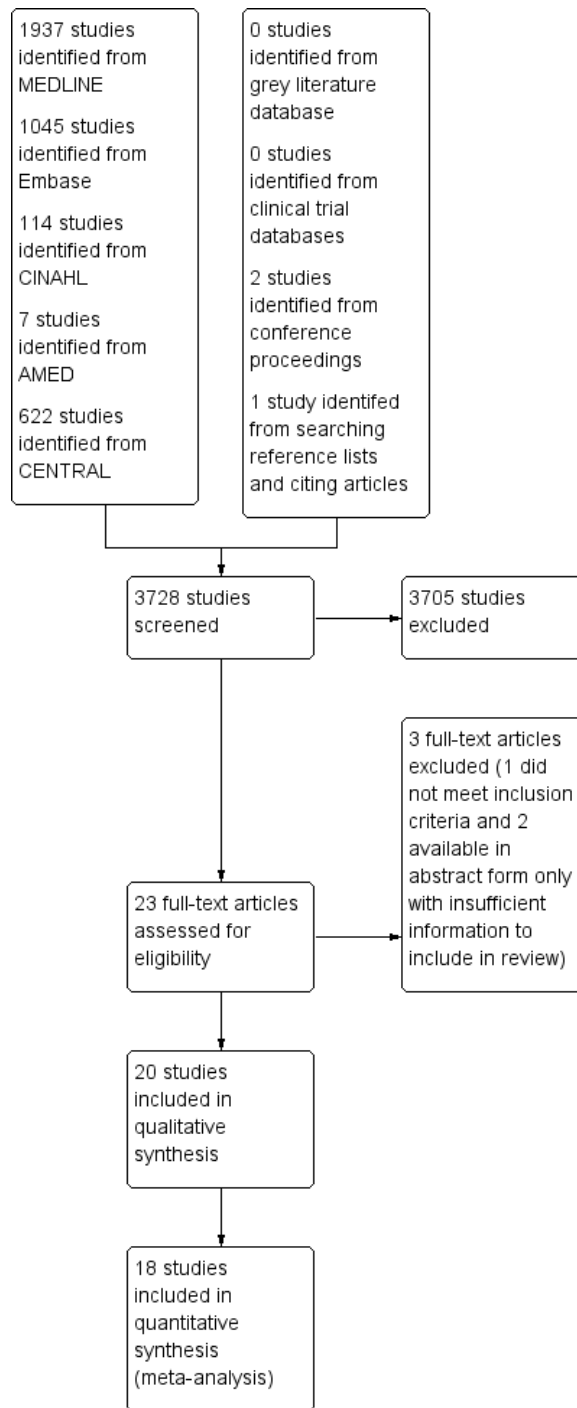 1937 studies
identified from
MEDLINE
1045 studies
identified from
Embase
114 studies
identified from
CINAHL
7 studies
identified from
AMED
622 studies
identified from
CENTRAL
0 studies
identified from
grey literature
database
0 studies
identified from
clinical trial
databases
2 studies
identified from
conference
proceedings
1 study identifed
from searching
reference lists
and citing articles
3728 studies
screened
3705 studies
excluded
3 full-text articles
excluded (1 did
not meet inclusion
criteria and 2
available in
abstract form only
with insufficient
information to
include in review)
23 full-text articles
assessed for
eligibility
20 studies
included in
qualitative
synthesis
18 studies
included in
quantitative
synthesis
(meta-analysis)